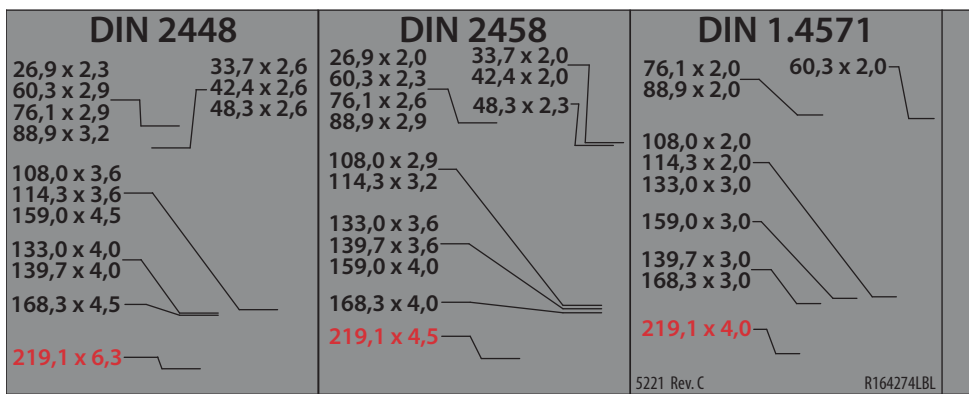 DIN 2448
26,9 x 2,3
60,3 x 2,9
76,1 x 2,9
88,9 x 3,2
33,7 x 2,6
42,4 x 2,6
48,3 x 2,6
108,0 x 3,6
114,3 x 3,6
159,0 x 4,5
133,0 x 4,0
139,7 x 4,0
168,3 x 4,5
219,1 x 6,3
DIN 2458
26,9 x 2,0
60,3 x 2,3
76,1 x 2,6
88,9 x 2,9
33,7 x 2,0
42,4 x 2,0
48,3 x 2,3
108,0 x 2,9
114,3 x 3,2
133,0 x 3,6
139,7 x 3,6
159,0 x 4,0
168,3 x 4,0
219,1 x 4,5
DIN 1.4571
76,1 x 2,0
88,9 x 2,0
60,3 x 2,0
108,0 x 2,0
114,3 x 2,0
133,0 x 3,0
159,0 x 3,0
139,7 x 3,0
168,3 x 3,0
219,1 x 4,0
5221 Rev. C
R164274LBL